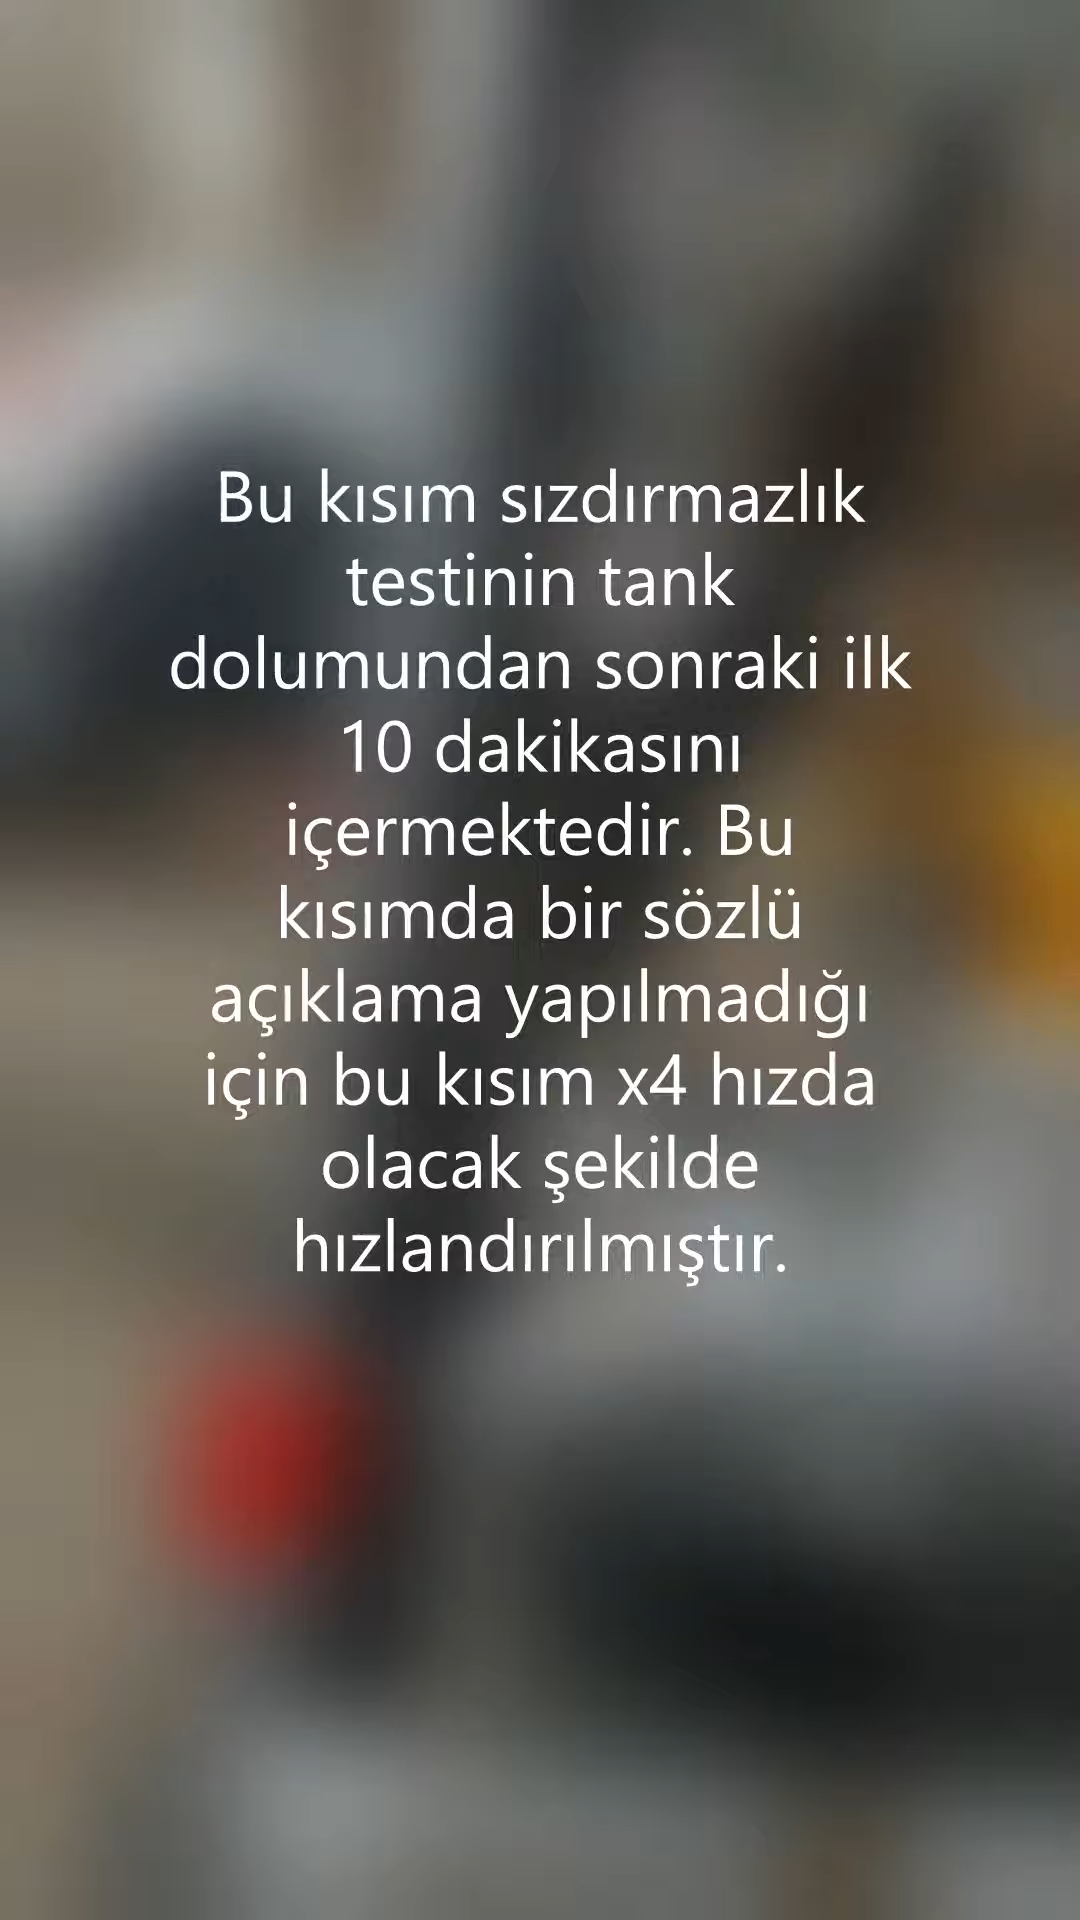 Bu kısım sızdırmazlık
testinin tank
dolumundan sonraki ilk
10 dakikasını
içermektedir. Bu
kısımda bir sözlü
açıklama yapılmadığı
için bu kısım x4 hızda
olacak şekilde
hızlandırılmıştır.